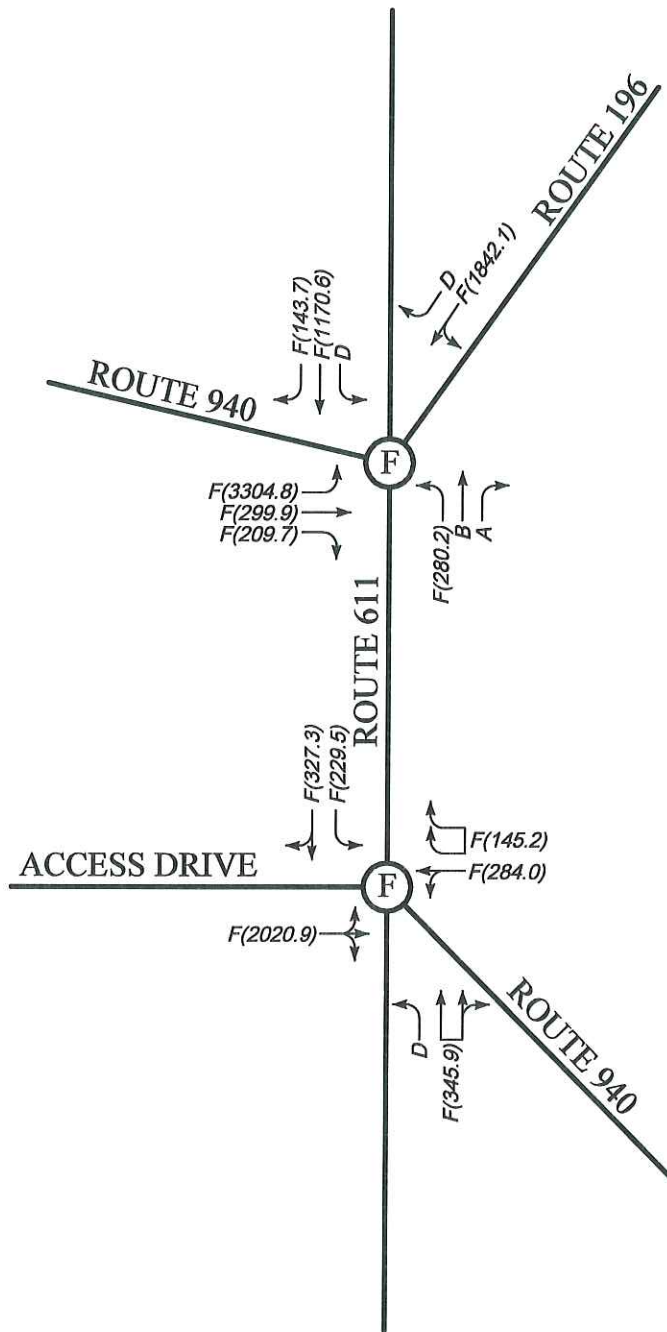 ROUTE 196
D
F(1842.1)
F(143.7)
F(1170.6)
D
ROUTE 940
F
F(3304.8)
F(299.9)
F(209.7)
F(280.2)
B
A
ROUTE 611
F(327.3)
F(229.5)
F(145.2)
ACCESS DRIVE
F
F(284.0)
F(2020.9)
D
F(345.9)
ROUTE 940